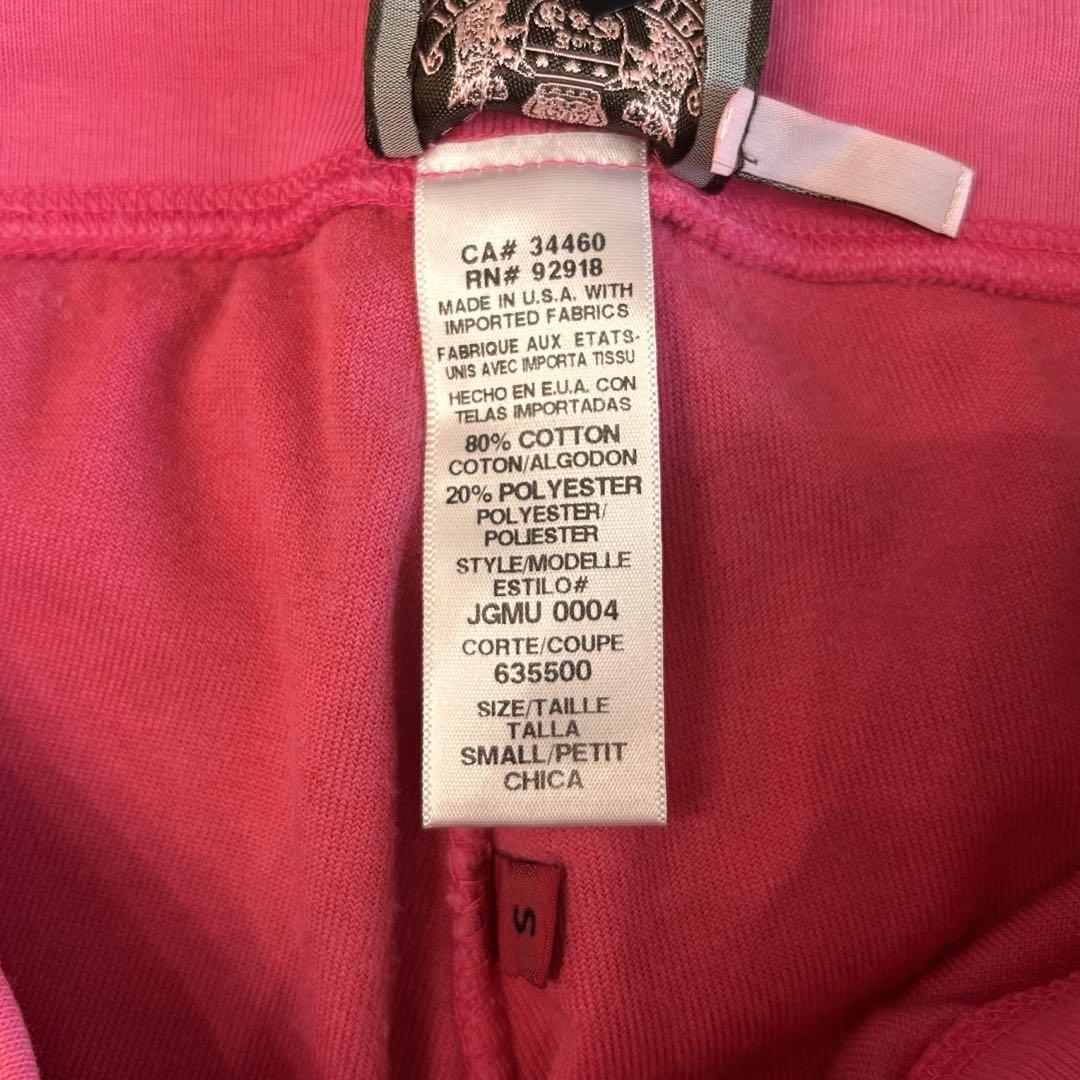 CA# 34460
RN# 92918
MADE IN U.S.A. WITH
IMPORTED FABRICS
FABRIQUE AUX ETATS-
UNIS AVEC IMPORTA TISSU
HECHO EN E.U.A. CON
TELAS IMPORTADAS
80% COTTON
COTON/ALGODON
20% POLYESTER
POLYESTER/
POLIESTER
STYLE/MODELLE
ESTILO#
JGMU 0004
CORTE/COUPE
635500
SIZE/TAILLE
TALLA
SMALL/PETIT
CHICA
S